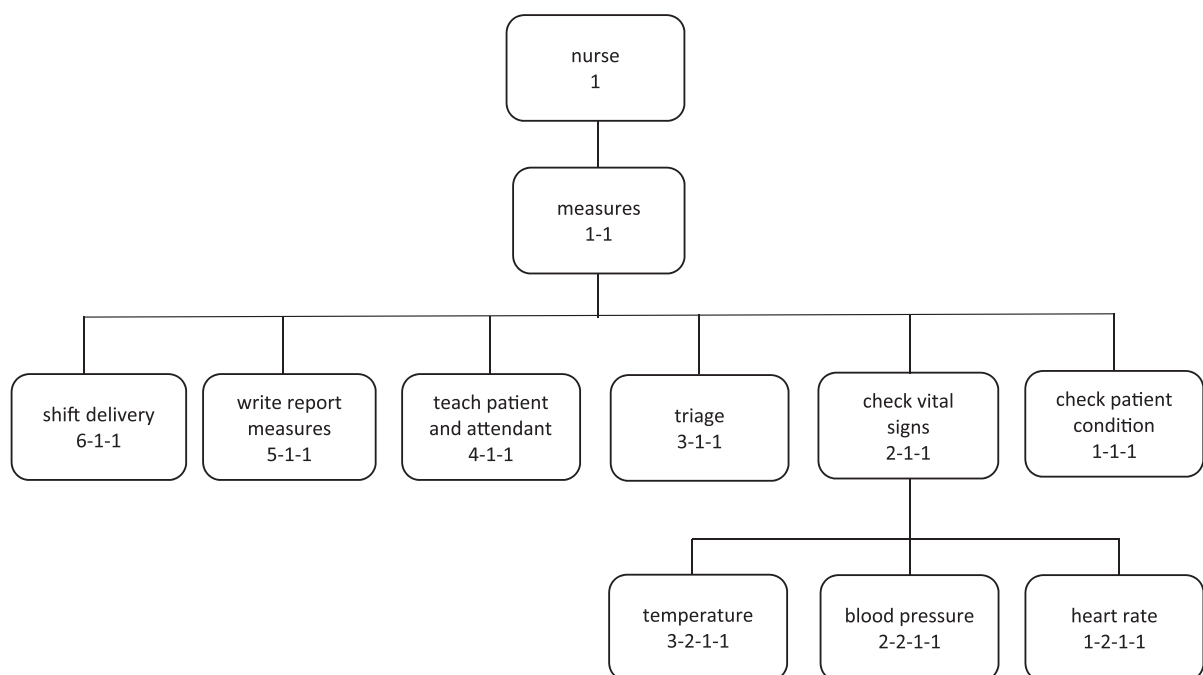 nurse
1
measures
1-1
shift delivery
6-1-1
write report
measures
5-1-1
teach patient
and attendant
4-1-1
triage
3-1-1
check vital
signs
2-1-1
check patient
condition
1-1-1
temperature
3-2-1-1
blood pressure
2-2-1-1
heart rate
1-2-1-1